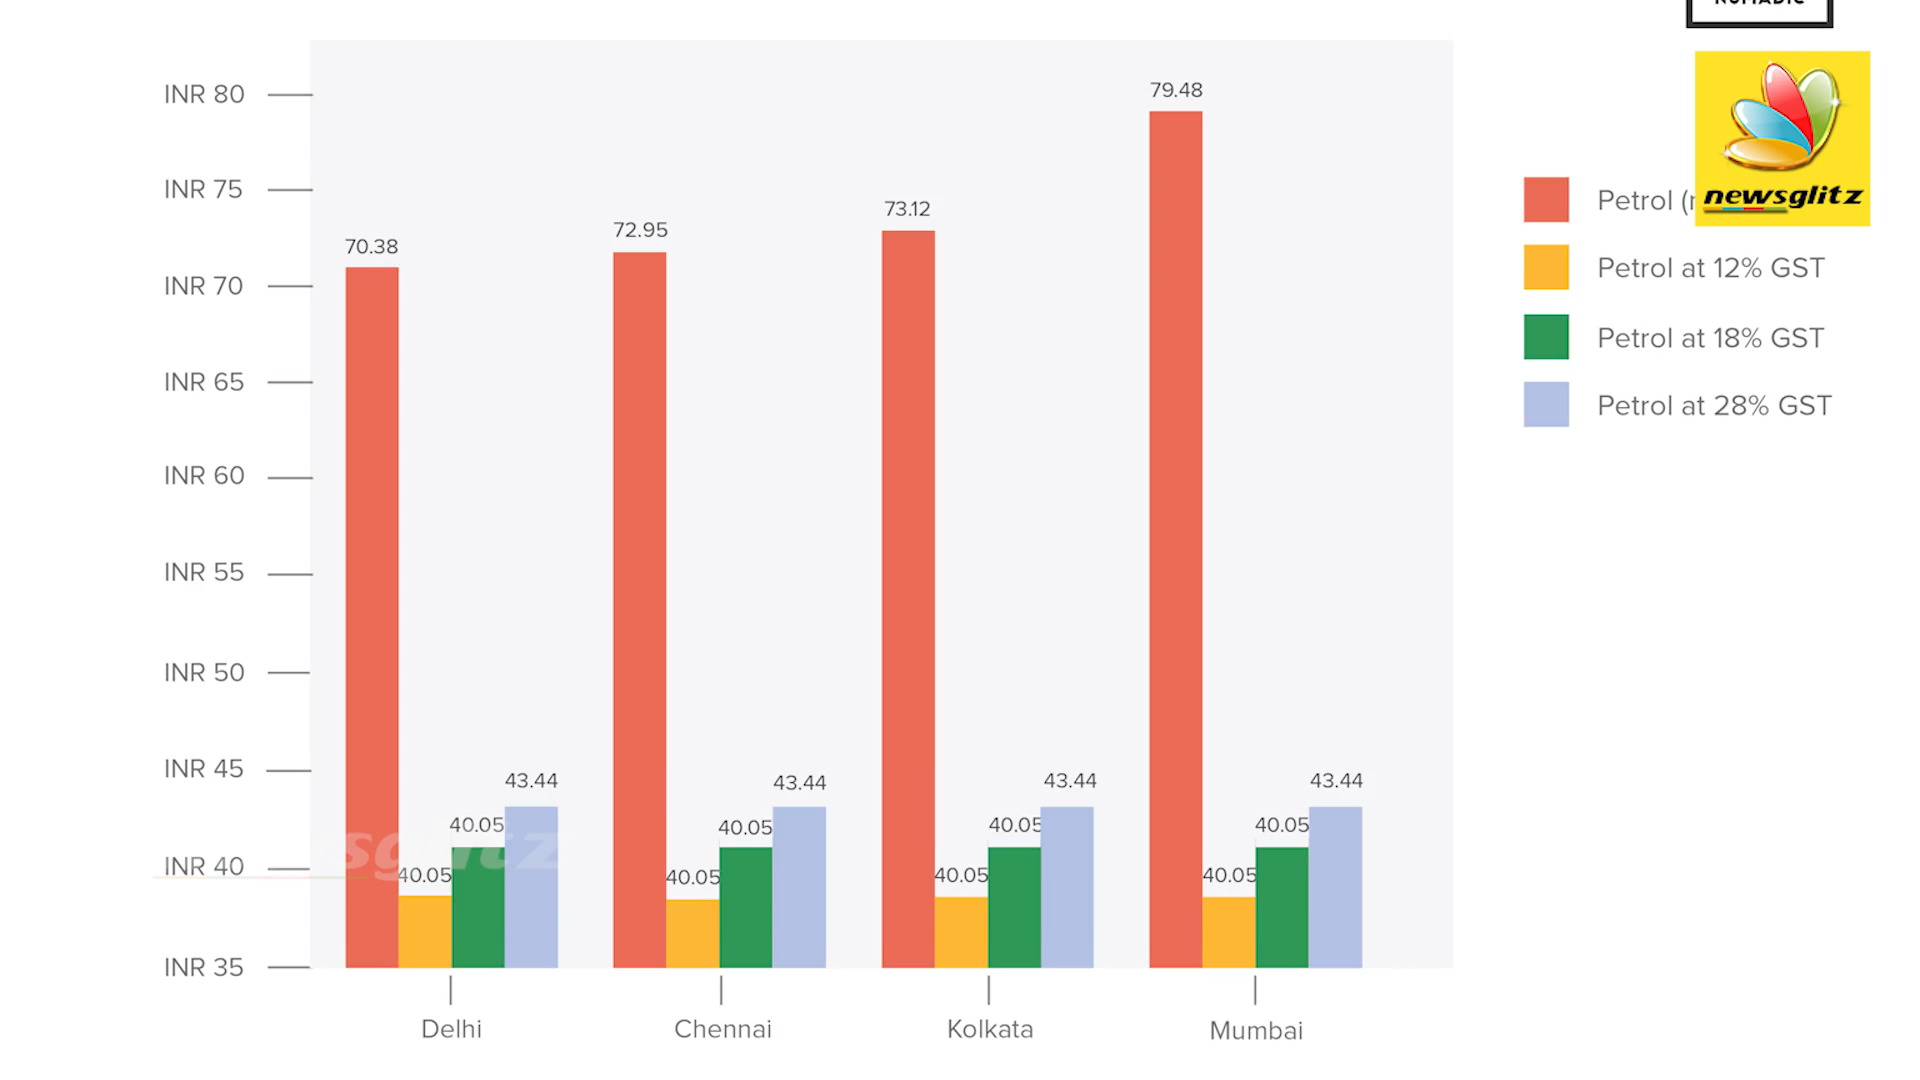 INR 80
INR 75
INR 70
INR 65
INR 60
INR 55
INR 50
INR 45
INR 40
INR 35
79.48
73.12
72.95
70.38
43.44
43.44
43.44
43.44
40.05
40.05
40.05
40.05
40.05
40.05
40.05
40.05
Delhi
Chennai
Kolkata
Mumbai
newsglitz
Petrol
Petrol at 12% GST
Petrol at 18% GST
Petrol at 28% GST